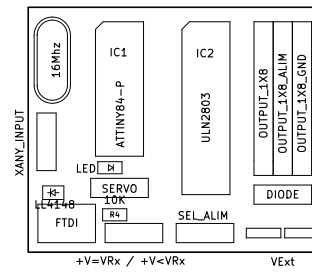 16Mhz
IC1
ATTINY84-P
IC2
ULN2803
OUTPUT_1X8
OUTPUT_1X8_ALIM
OUTPUT_1X8_GND
XANY_INPUT
LED
SERVO
DIODE
LL4148
10K
R4
FTDI
SEL_ALIM
+V=VRx / +V<VRx
VExt